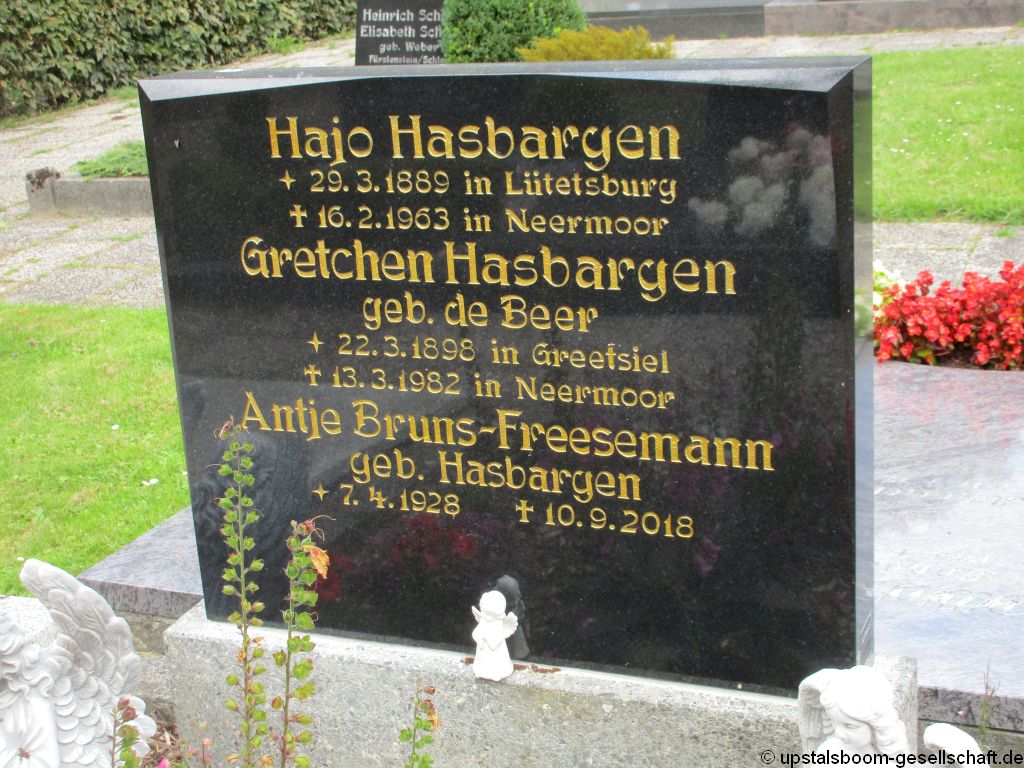 Heinrich
Elisabeth
geb. Weber
Fürstenstein/
Hajo Hasbargen
29.3.1889 in Lütetsburg
16.2.1963 in Neermoor
Gretchen Hasbargen
geb. de Beer
22.3.1898 in Greetsiel
13.3.1982 in Neermoor
Antje Bruns-Freesemann
geb. Hasbargen
7.4.1928 10.9.2018
© upstalsboom-gesellschaft.de